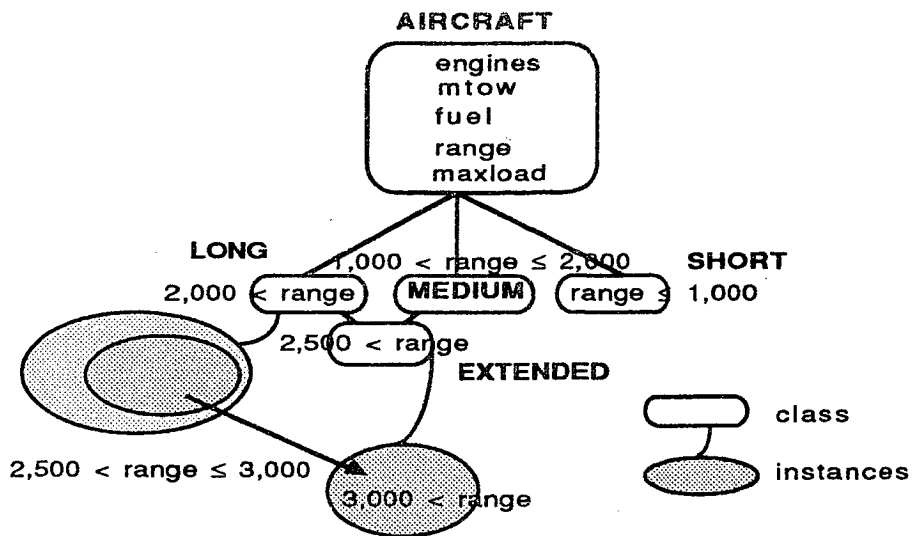 AIRCRAFT
engines
mtow
fuel
range
maxload
LONG
1,000 < range ≤ 2,000
SHORT
2,000 < range
MEDIUM
range ≤ 1,000
2,500 < range
EXTENDED
class
2,500 < range ≤ 3,000
instances
3,000 < range